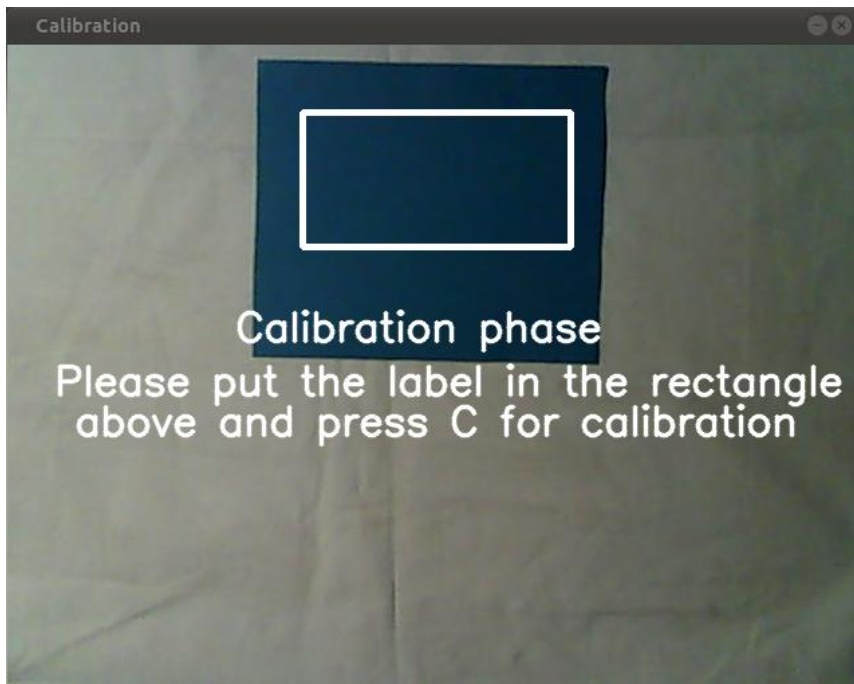 Calibration
Calibration phase
Please put the label in the rectangle
above and press C for calibration